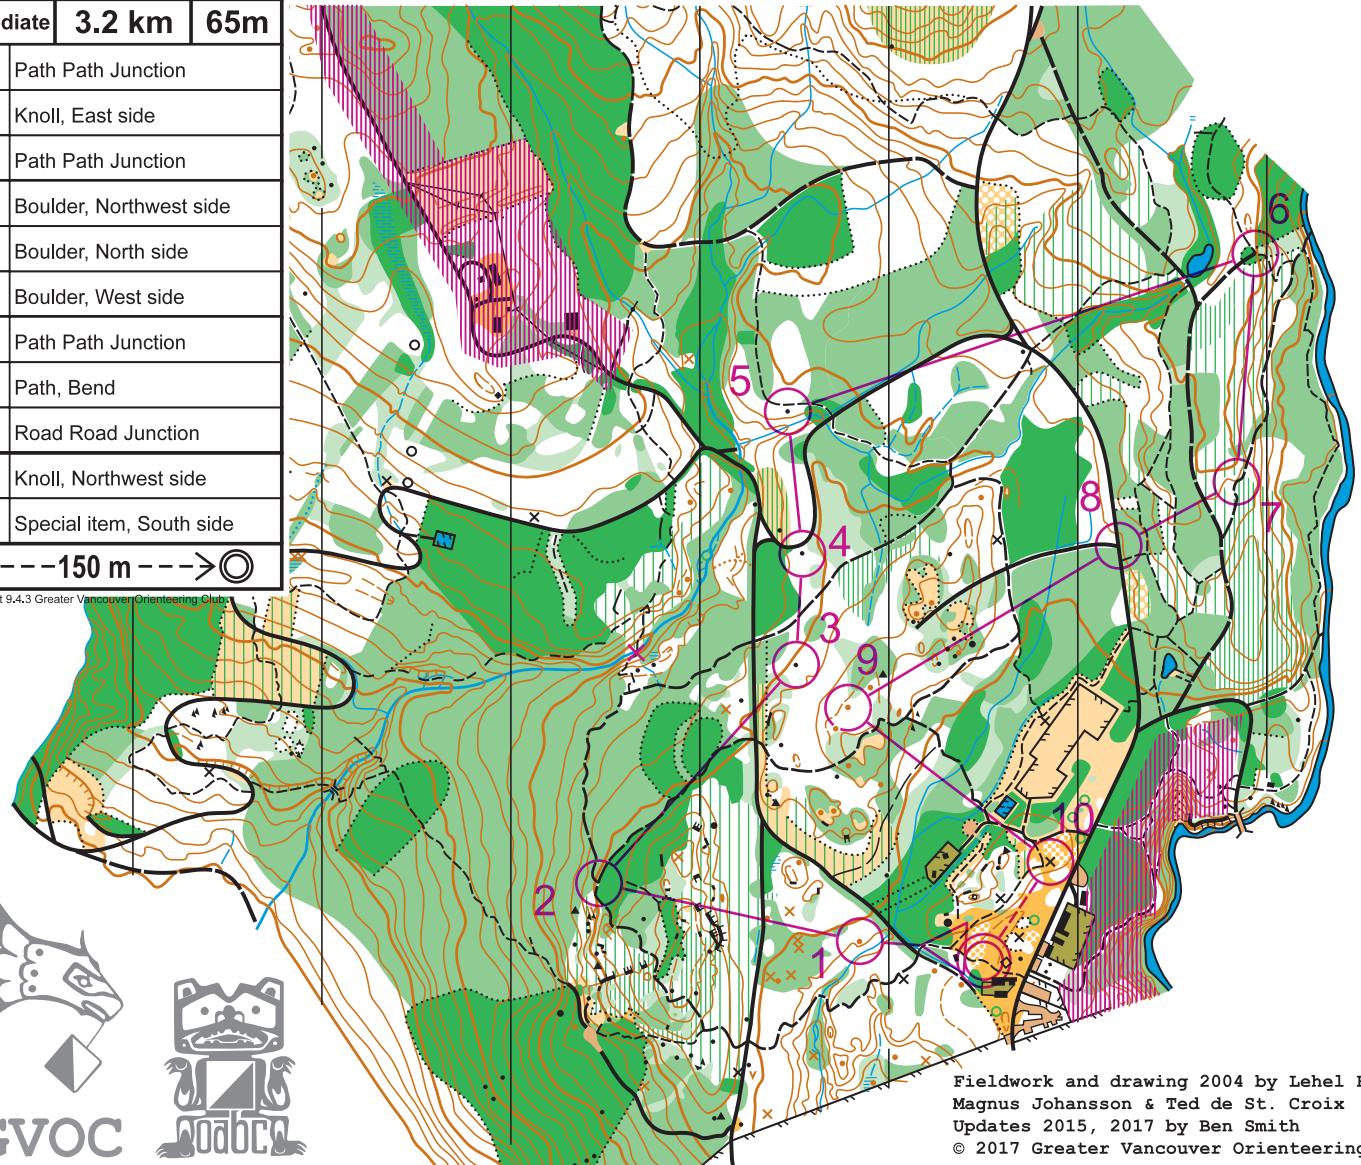 diate 3.2 km 65m
Path Path Junction
Knoll, East side
Path Path Junction
Boulder, Northwest side
Boulder, North side
Boulder, West side
Path Path Junction
Path, Bend
Road Road Junction
Knoll, Northwest side
Special item, South side
150 m
t 9.4.3 Greater Vancouver Orienteering Club.
6
5
7
8
4
3
9
10
2
1
GVOC
oabc
Fieldwork and drawing 2004 by Lehel
Magnus Johansson & Ted de St. Croix
Updates 2015, 2017 by Ben Smith
© 2017 Greater Vancouver Orienteering